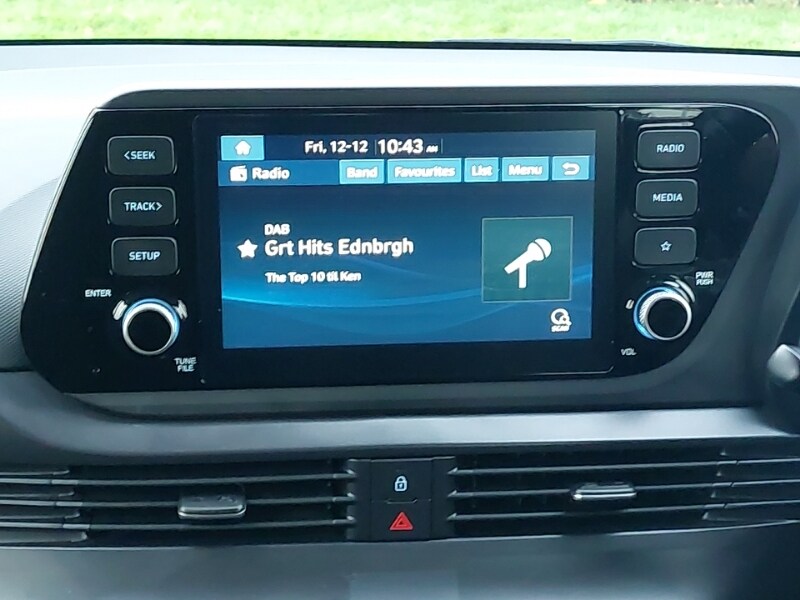 <SEEK
TRACK>
SETUP
ENTER
TUNE
FILE
Fri, 12-12 10:43 AM
Radio Band Favourites List Menu
DAB
Grt Hits Ednbrgh
The Top 10 til Ken
SCAN
RADIO
MEDIA
PWR
PUSH
VOL